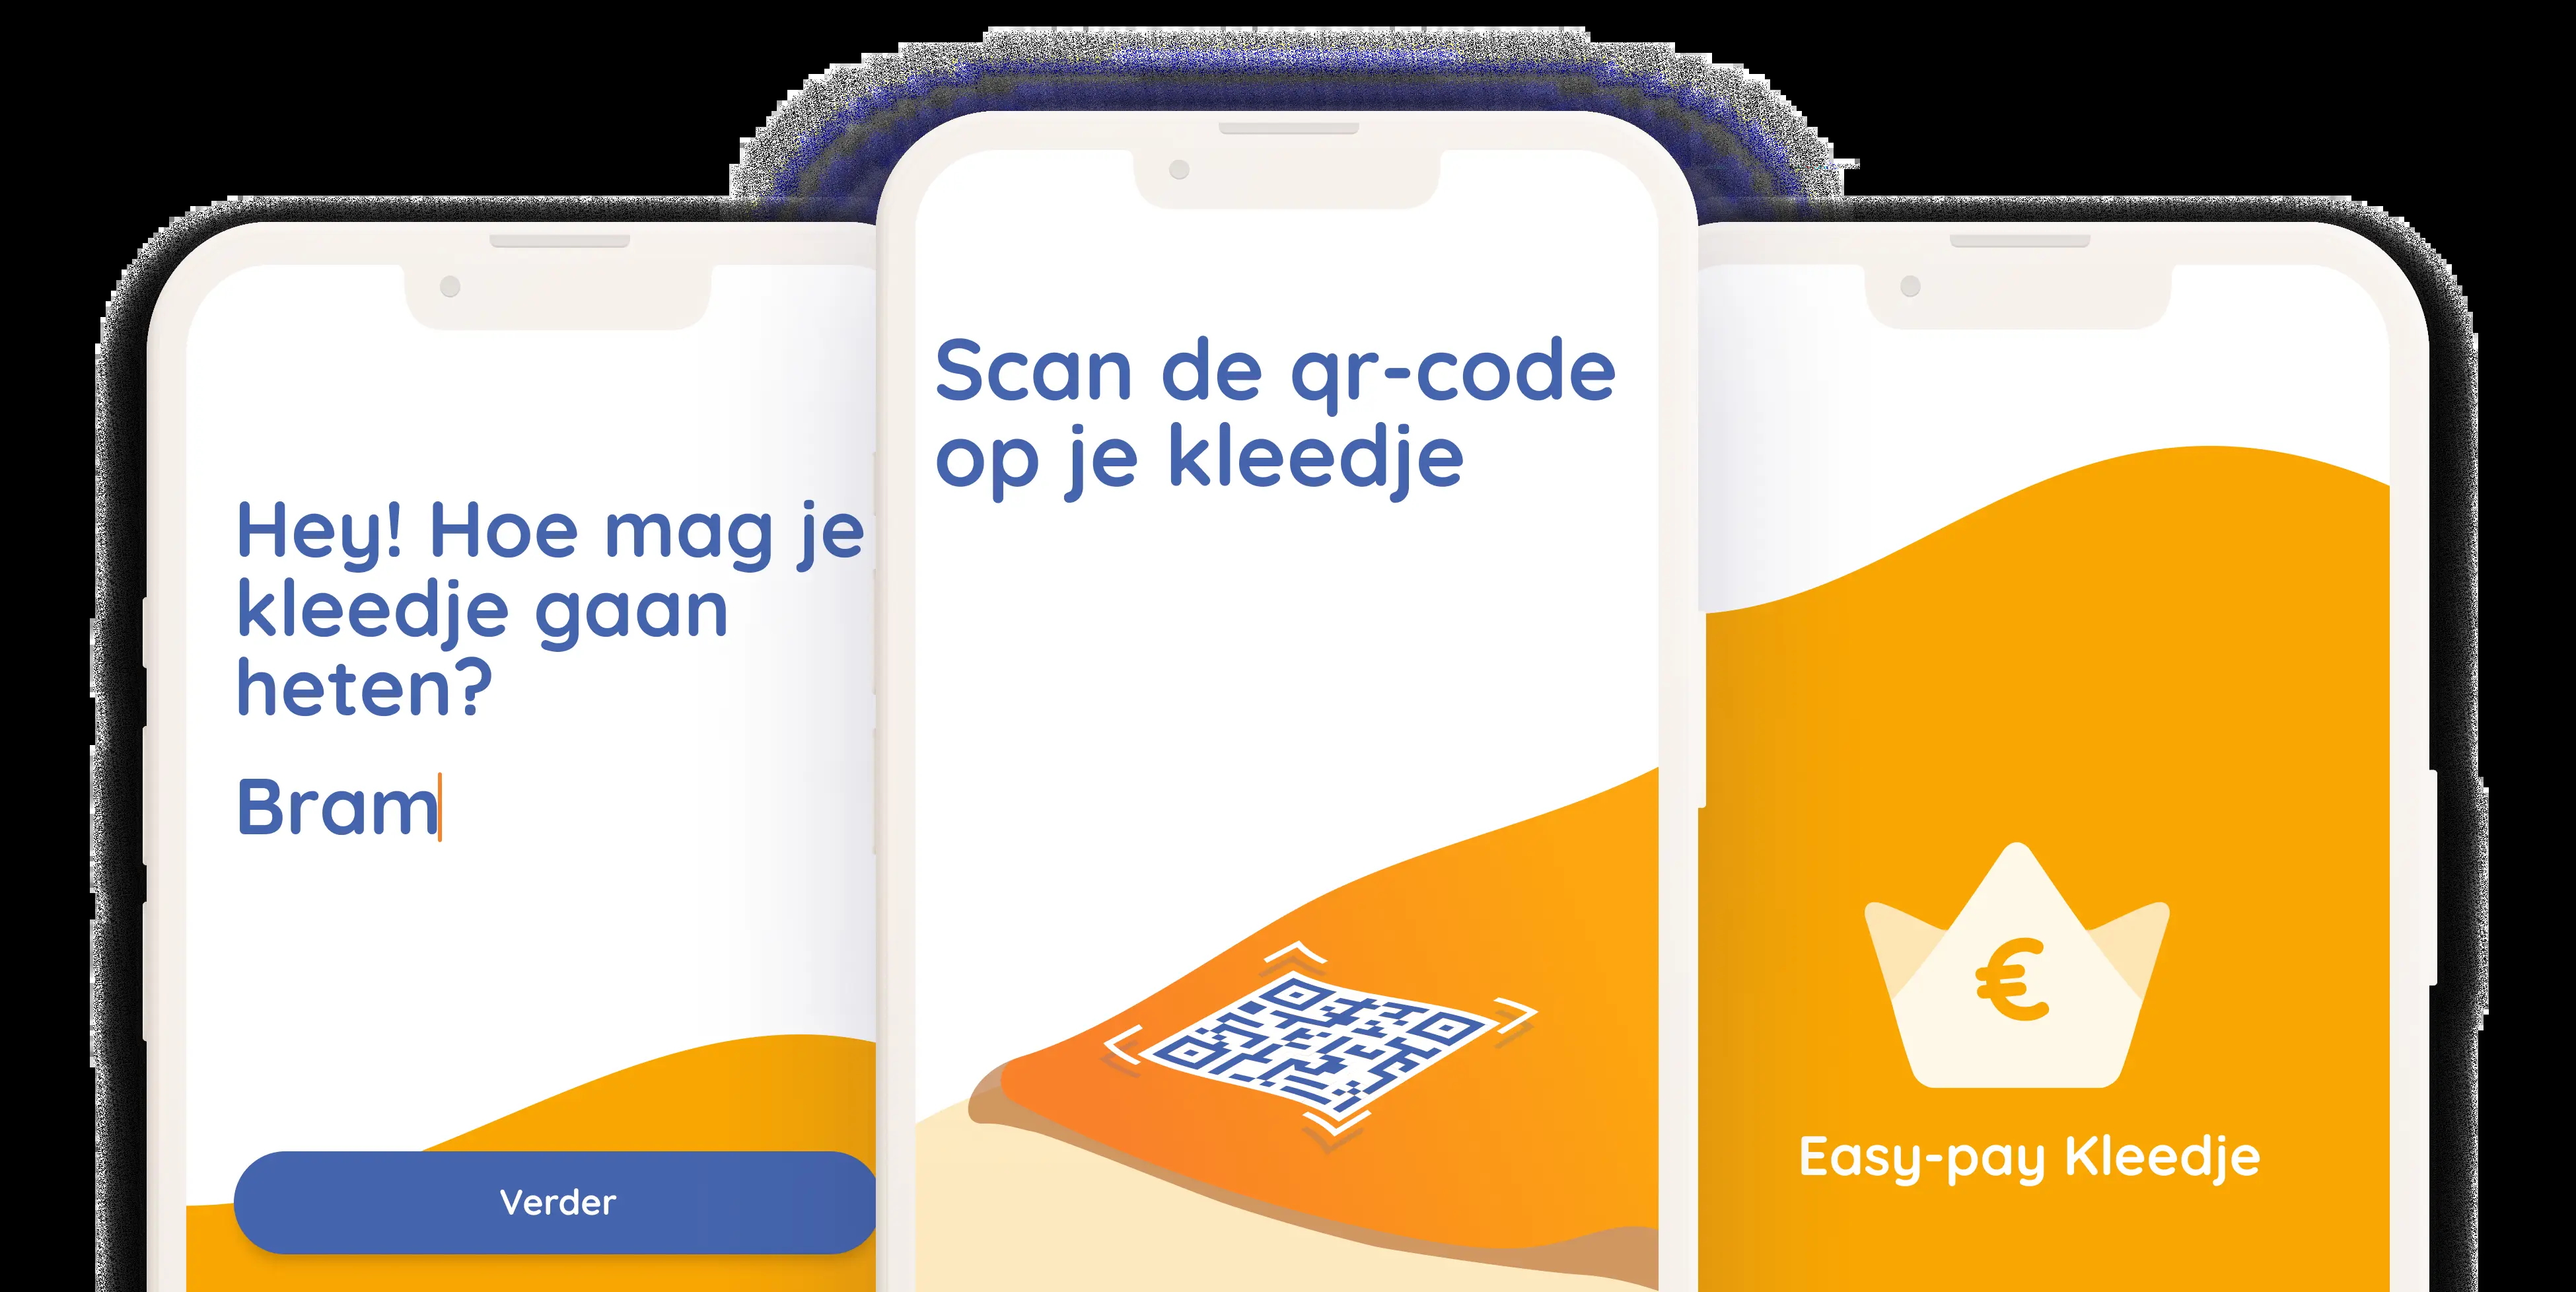 Hey! Hoe mag je
kleedje gaan
heten?
Bram
Verder
Scan de qr-code
op je kleedje
€
Easy-pay Kleedje